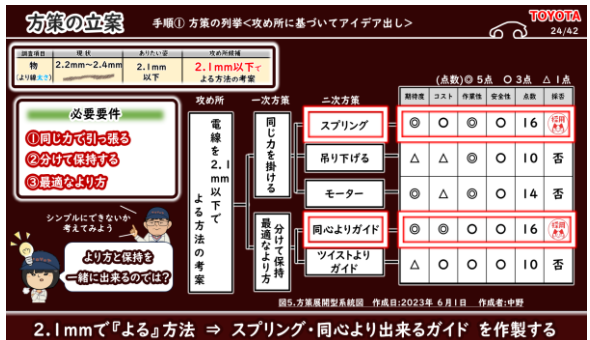 方策の立案
手順① 方策の列挙<攻め所に基づいてアイデア出し>
TOYOTA
24/42
調査項目 現状 ありたい姿 攻め所候補
物
(より線太さ)
2.2mm~2.4mm
2.1mm
以下
2.1mm以下で
よる方法の考案
(点数)◎5点 ○3点 △1点
必要要件
①同じ力で引っ張る
②分けて保持する
③最適なより方
シンプルにできないか
考えてみよう
より方と保持を
一緒に出来るのでは?
攻め所 一次方策 二次方策 期待度 コスト 作業性 安全性 点数 採否
電線を2.1mm以下で
よる方法の考案
同じ力を掛ける
スプリング ◎ ○ ◎ ○ 16 採用
吊り下げる △ △ ◎ ○ 10 否
モーター ◎ △ ◎ ○ 14 否
分けて保持
最適なより方
同心よりガイド ◎ ◎ ○ ○ 16 採用
ツイストより
ガイド
△ ○ ○ ○ 10 否
図5.方策展開型系統図 作成日:2023年 6月1日 作成者:中野
2.1mmで『よる』方法 ⇒ スプリング・同心より出来るガイド を作製する